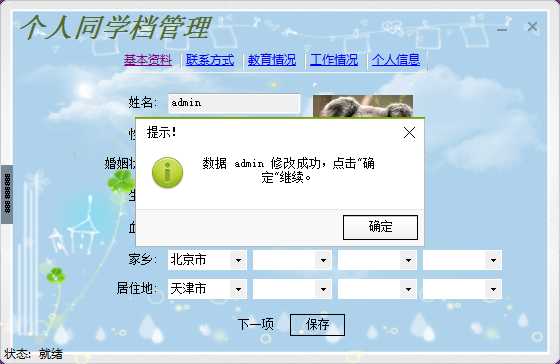 个人同学档管理
基本资料 联系方式 教育情况 工作情况 个人信息
姓名: admin
提示!
婚姻
数据 admin 修改成功，点击"确
定"继续。
确定
家乡: 北京市
居住地: 天津市
下一项 保存
状态: 就绪